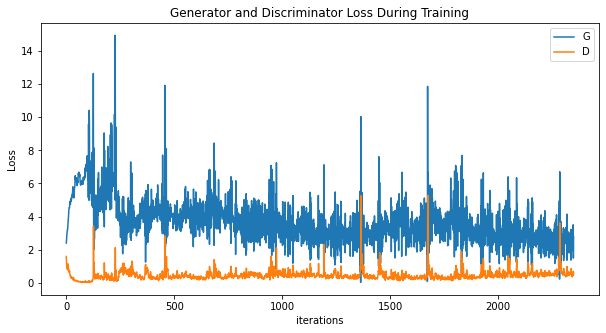 Generator and Discriminator Loss During Training
G
D
14
12
10
8
6
4
2
0
Loss
0
500
1000
1500
2000
iterations